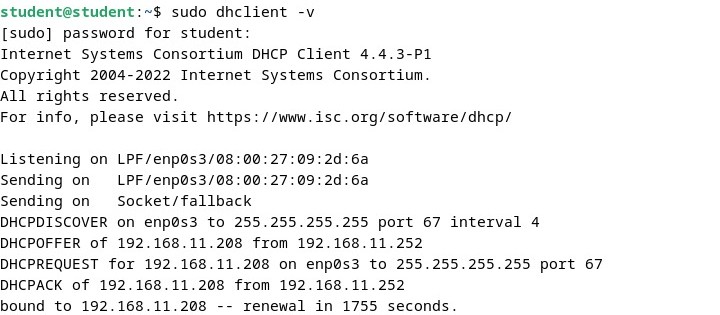 student@student:~$ sudo dhclient -v
[sudo] password for student:
Internet Systems Consortium DHCP Client 4.4.3-P1
Copyright 2004-2022 Internet Systems Consortium.
All rights reserved.
For info, please visit https://www.isc.org/software/dhcp/

Listening on LPF/enp0s3/08:00:27:09:2d:6a
Sending on   LPF/enp0s3/08:00:27:09:2d:6a
Sending on   Socket/fallback
DHCPDISCOVER on enp0s3 to 255.255.255.255 port 67 interval 4
DHCPOFFER of 192.168.11.208 from 192.168.11.252
DHCPREQUEST for 192.168.11.208 on enp0s3 to 255.255.255.255 port 67
DHCPACK of 192.168.11.208 from 192.168.11.252
bound to 192.168.11.208 -- renewal in 1755 seconds.